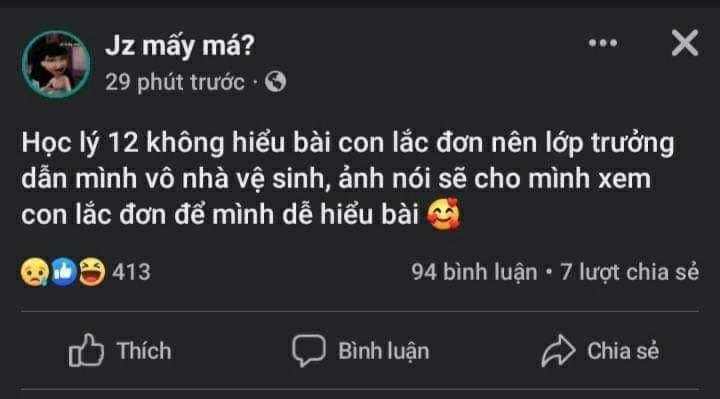 Jz mấy má?
29 phút trước ·
Học lý 12 không hiểu bài con lắc đơn nên lớp trưởng
dẫn mình vô nhà vệ sinh, ảnh nói sẽ cho mình xem
con lắc đơn để mình dễ hiểu bài 🥰
413 94 bình luận • 7 lượt chia sẻ
Thích Bình luận Chia sẻ